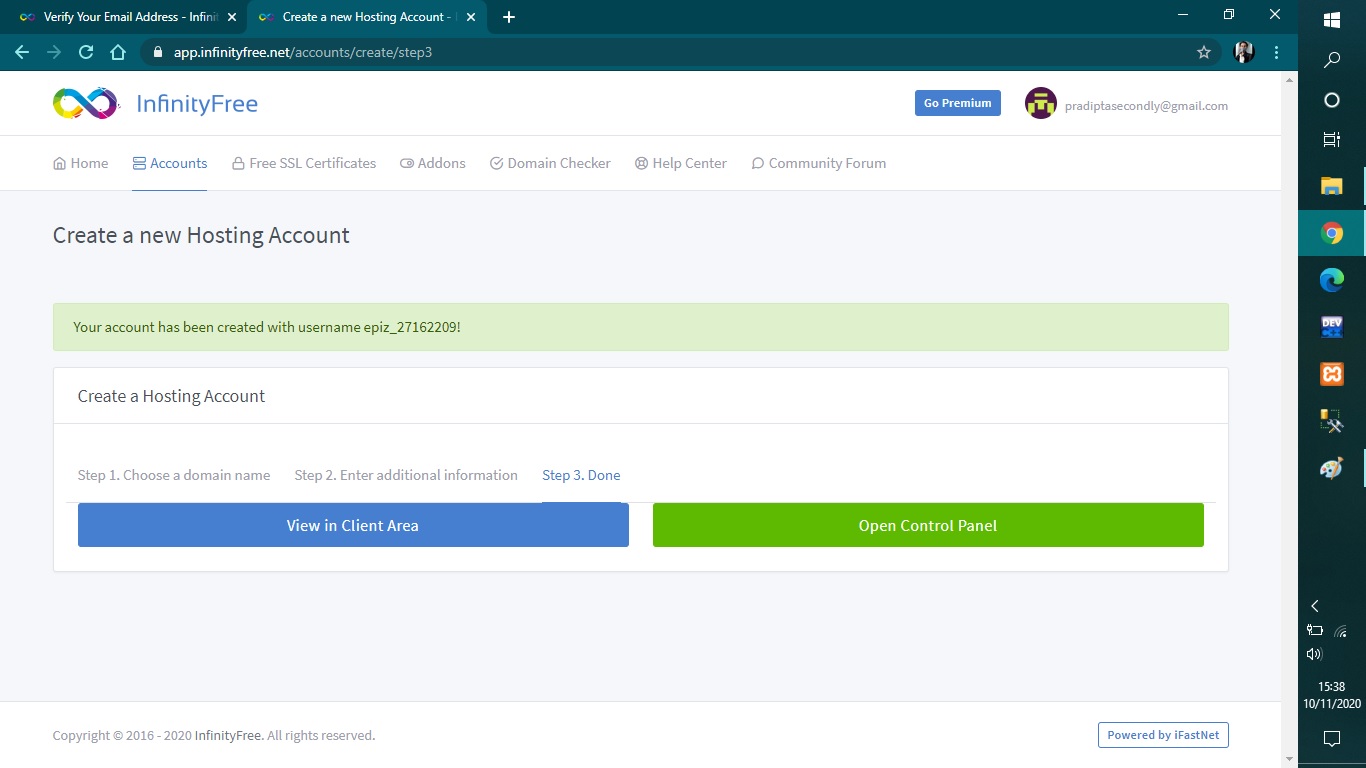 Verify Your Email Address - Infinit
Create a new Hosting Account -
app.infinityfree.net/accounts/create/step3
InfinityFree
Go Premium
pradiptasecondly@gmail.com
Home
Accounts
Free SSL Certificates
Addons
Domain Checker
Help Center
Community Forum
Create a new Hosting Account
Your account has been created with username epiz_27162209!
Create a Hosting Account
Step 1. Choose a domain name
Step 2. Enter additional information
Step 3. Done
View in Client Area
Open Control Panel
Copyright © 2016 - 2020 InfinityFree. All rights reserved.
Powered by iFastNet
DEV
15:38
10/11/2020